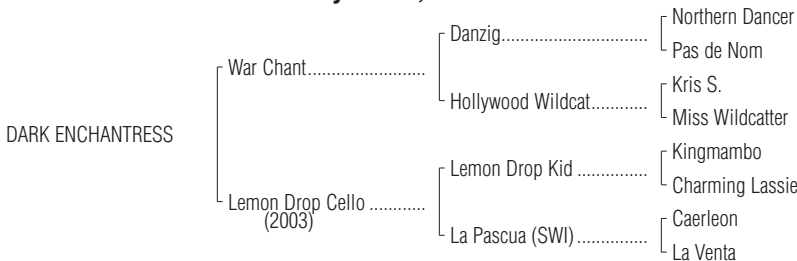 Northern Dancer
Danzig..............................
Pas de Nom
War Chant........................
Kris S.
Hollywood Wildcat............
Miss Wildcatter
DARK ENCHANTRESS
Kingmambo
Lemon Drop Kid ...............
Charming Lassie
Lemon Drop Cello ............
(2003)
Caerleon
La Pascua (SWI) ...............
La Venta